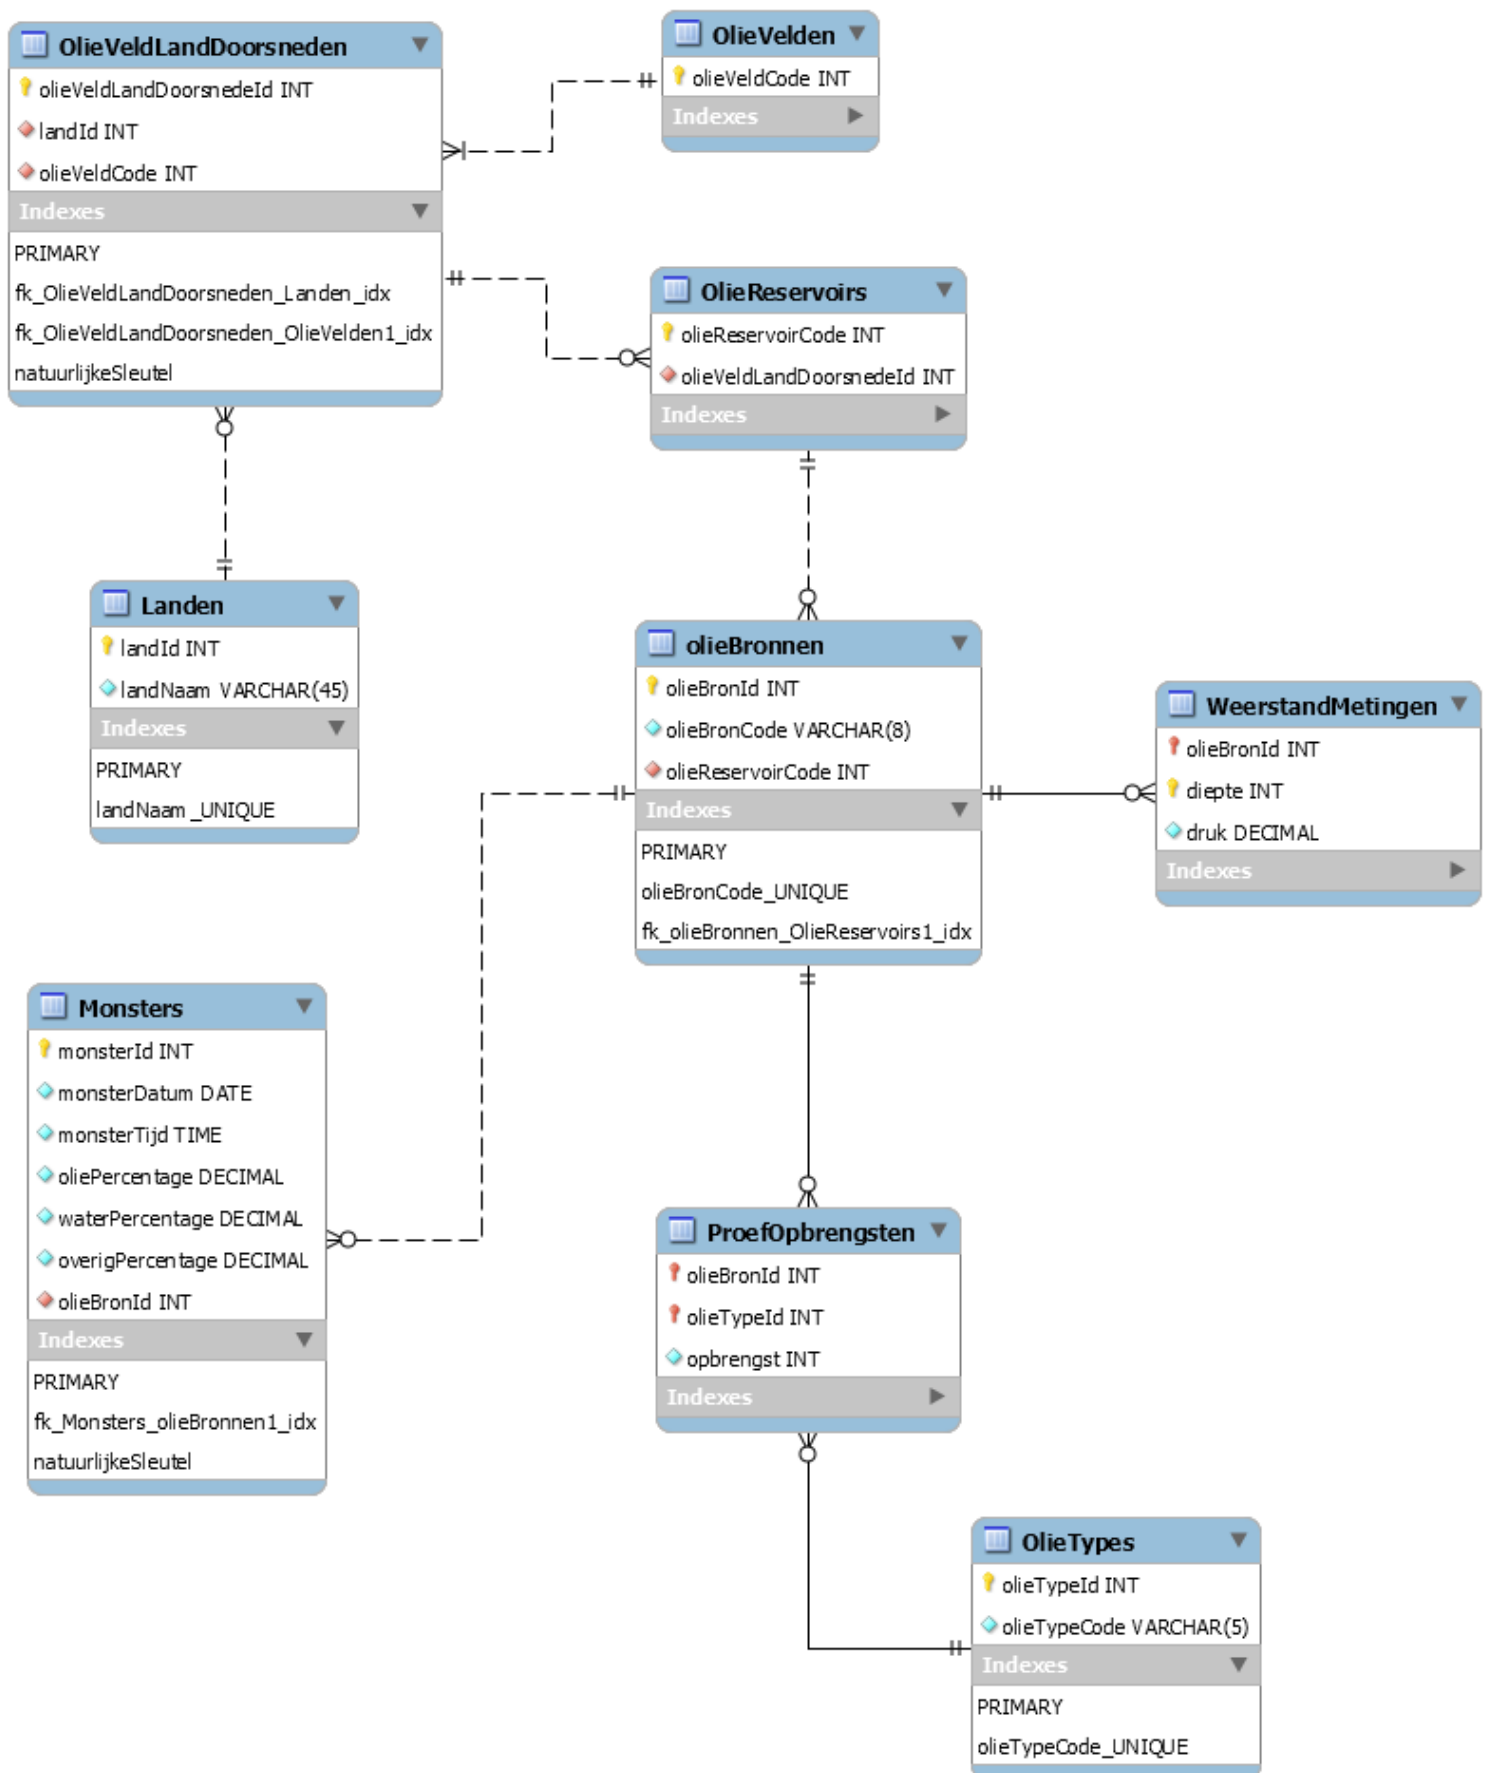 OlieVeldLandDoorsneden
olieVeldLandDoorsnedeId INT
landId INT
olieVeldCode INT
Indexes
PRIMARY
fk_OlieVeldLandDoorsneden_Landen_idx
fk_OlieVeldLandDoorsneden_OlieVelden1_idx
natuurlijkeSleutel
OlieVelden
olieVeldCode INT
Indexes
OlieReservoirs
olieReservoirCode INT
olieVeldLandDoorsnedeId INT
Indexes
Landen
landId INT
landNaam VARCHAR(45)
Indexes
PRIMARY
landNaam_UNIQUE
olieBronnen
olieBronId INT
olieBronCode VARCHAR(8)
olieReservoirCode INT
Indexes
PRIMARY
olieBronCode_UNIQUE
fk_olieBronnen_OlieReservoirs1_idx
WeerstandMetingen
olieBronId INT
diepte INT
druk DECIMAL
Indexes
Monsters
monsterId INT
monsterDatum DATE
monsterTijd TIME
oliePercentage DECIMAL
waterPercentage DECIMAL
overigPercentage DECIMAL
olieBronId INT
Indexes
PRIMARY
fk_Monsters_olieBronnen1_idx
natuurlijkeSleutel
ProefOpbrengsten
olieBronId INT
olieTypeId INT
opbrengst INT
Indexes
OlieTypes
olieTypeId INT
olieTypeCode VARCHAR(5)
Indexes
PRIMARY
olieTypeCode_UNIQUE